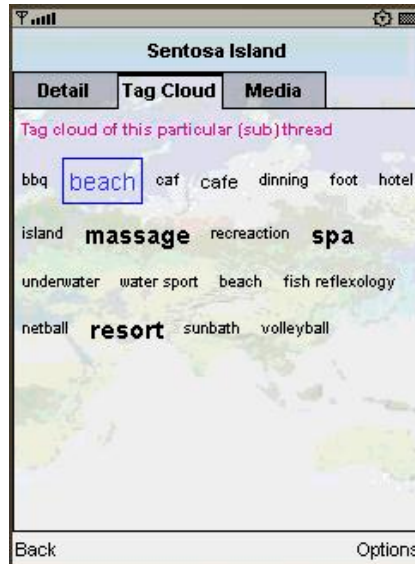 Sentosa Island
Detail Tag Cloud Media
Tag cloud of this particular (sub)thread
bbq beach caf cafe dinning foot hotel
island massage recreaction spa
underwater water sport beach fish reflexology
netball resort sunbath volleyball
Back Options